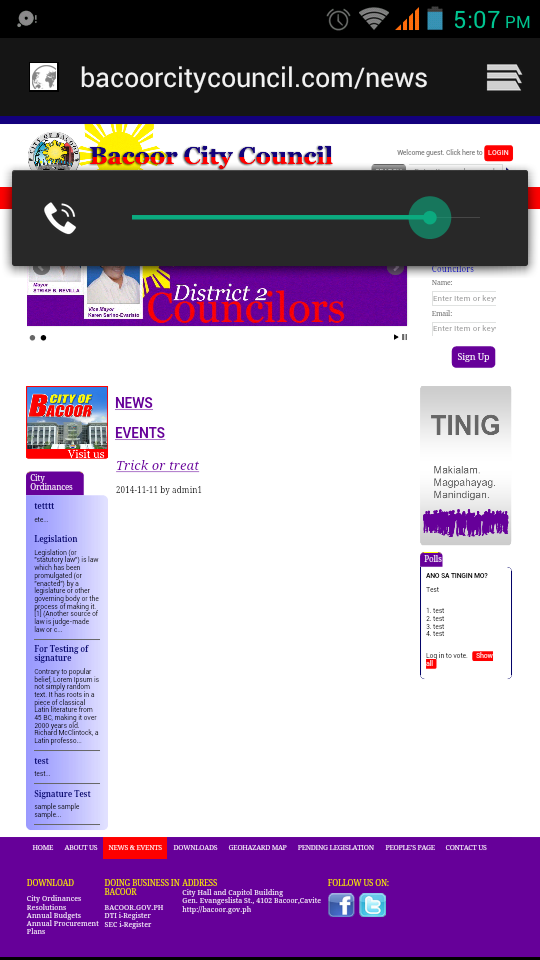 5:07 PM
bacoorcitycouncil.com/news
Bacoor City Council
Welcome guest. Click here to LOGIN
Mayor
STRIKE B. REVILLA
Vice Mayor
Karen Sarino-Evaristo
District 2
Councilors
Councilors
Name:
Enter Item or key
Email:
Enter Item or key
Sign Up
CITY OF
BACOOR
Visit us
NEWS
EVENTS
Trick or treat
2014-11-11 by admin1
City
Ordinances
tetttt
ete...
Legislation
Legislation (or
"statutory law") is law
which has been
promulgated (or
"enacted") by a
legislature or other
governing body or the
process of making it.
[1] (Another source of
law is judge-made
law or c...
For Testing of
signature
Contrary to popular
belief, Lorem Ipsum is
not simply random
text. It has roots in a
piece of classical
Latin literature from
45 BC, making it over
2000 years old.
Richard McClintock, a
Latin professo...
test
test...
Signature Test
sample sample
sample...
TINIG
Makialam.
Magpahayag.
Manindigan.
Polls
ANO SA TINGIN MO?
Test
1. test
2. test
3. test
4. test
Log in to vote. Show
all
HOME ABOUT US NEWS & EVENTS DOWNLOADS GEOHAZARD MAP PENDING LEGISLATION PEOPLE'S PAGE CONTACT US
DOWNLOAD
City Ordinances
Resolutions
Annual Budgets
Annual Procurement
Plans
DOING BUSINESS IN
BACOOR
BACOOR.GOV.PH
DTI i-Register
SEC i-Register
ADDRESS
City Hall and Capitol Building
Gen. Evangeslista St., 4102 Bacoor,Cavite
http://bacoor.gov.ph
FOLLOW US ON: